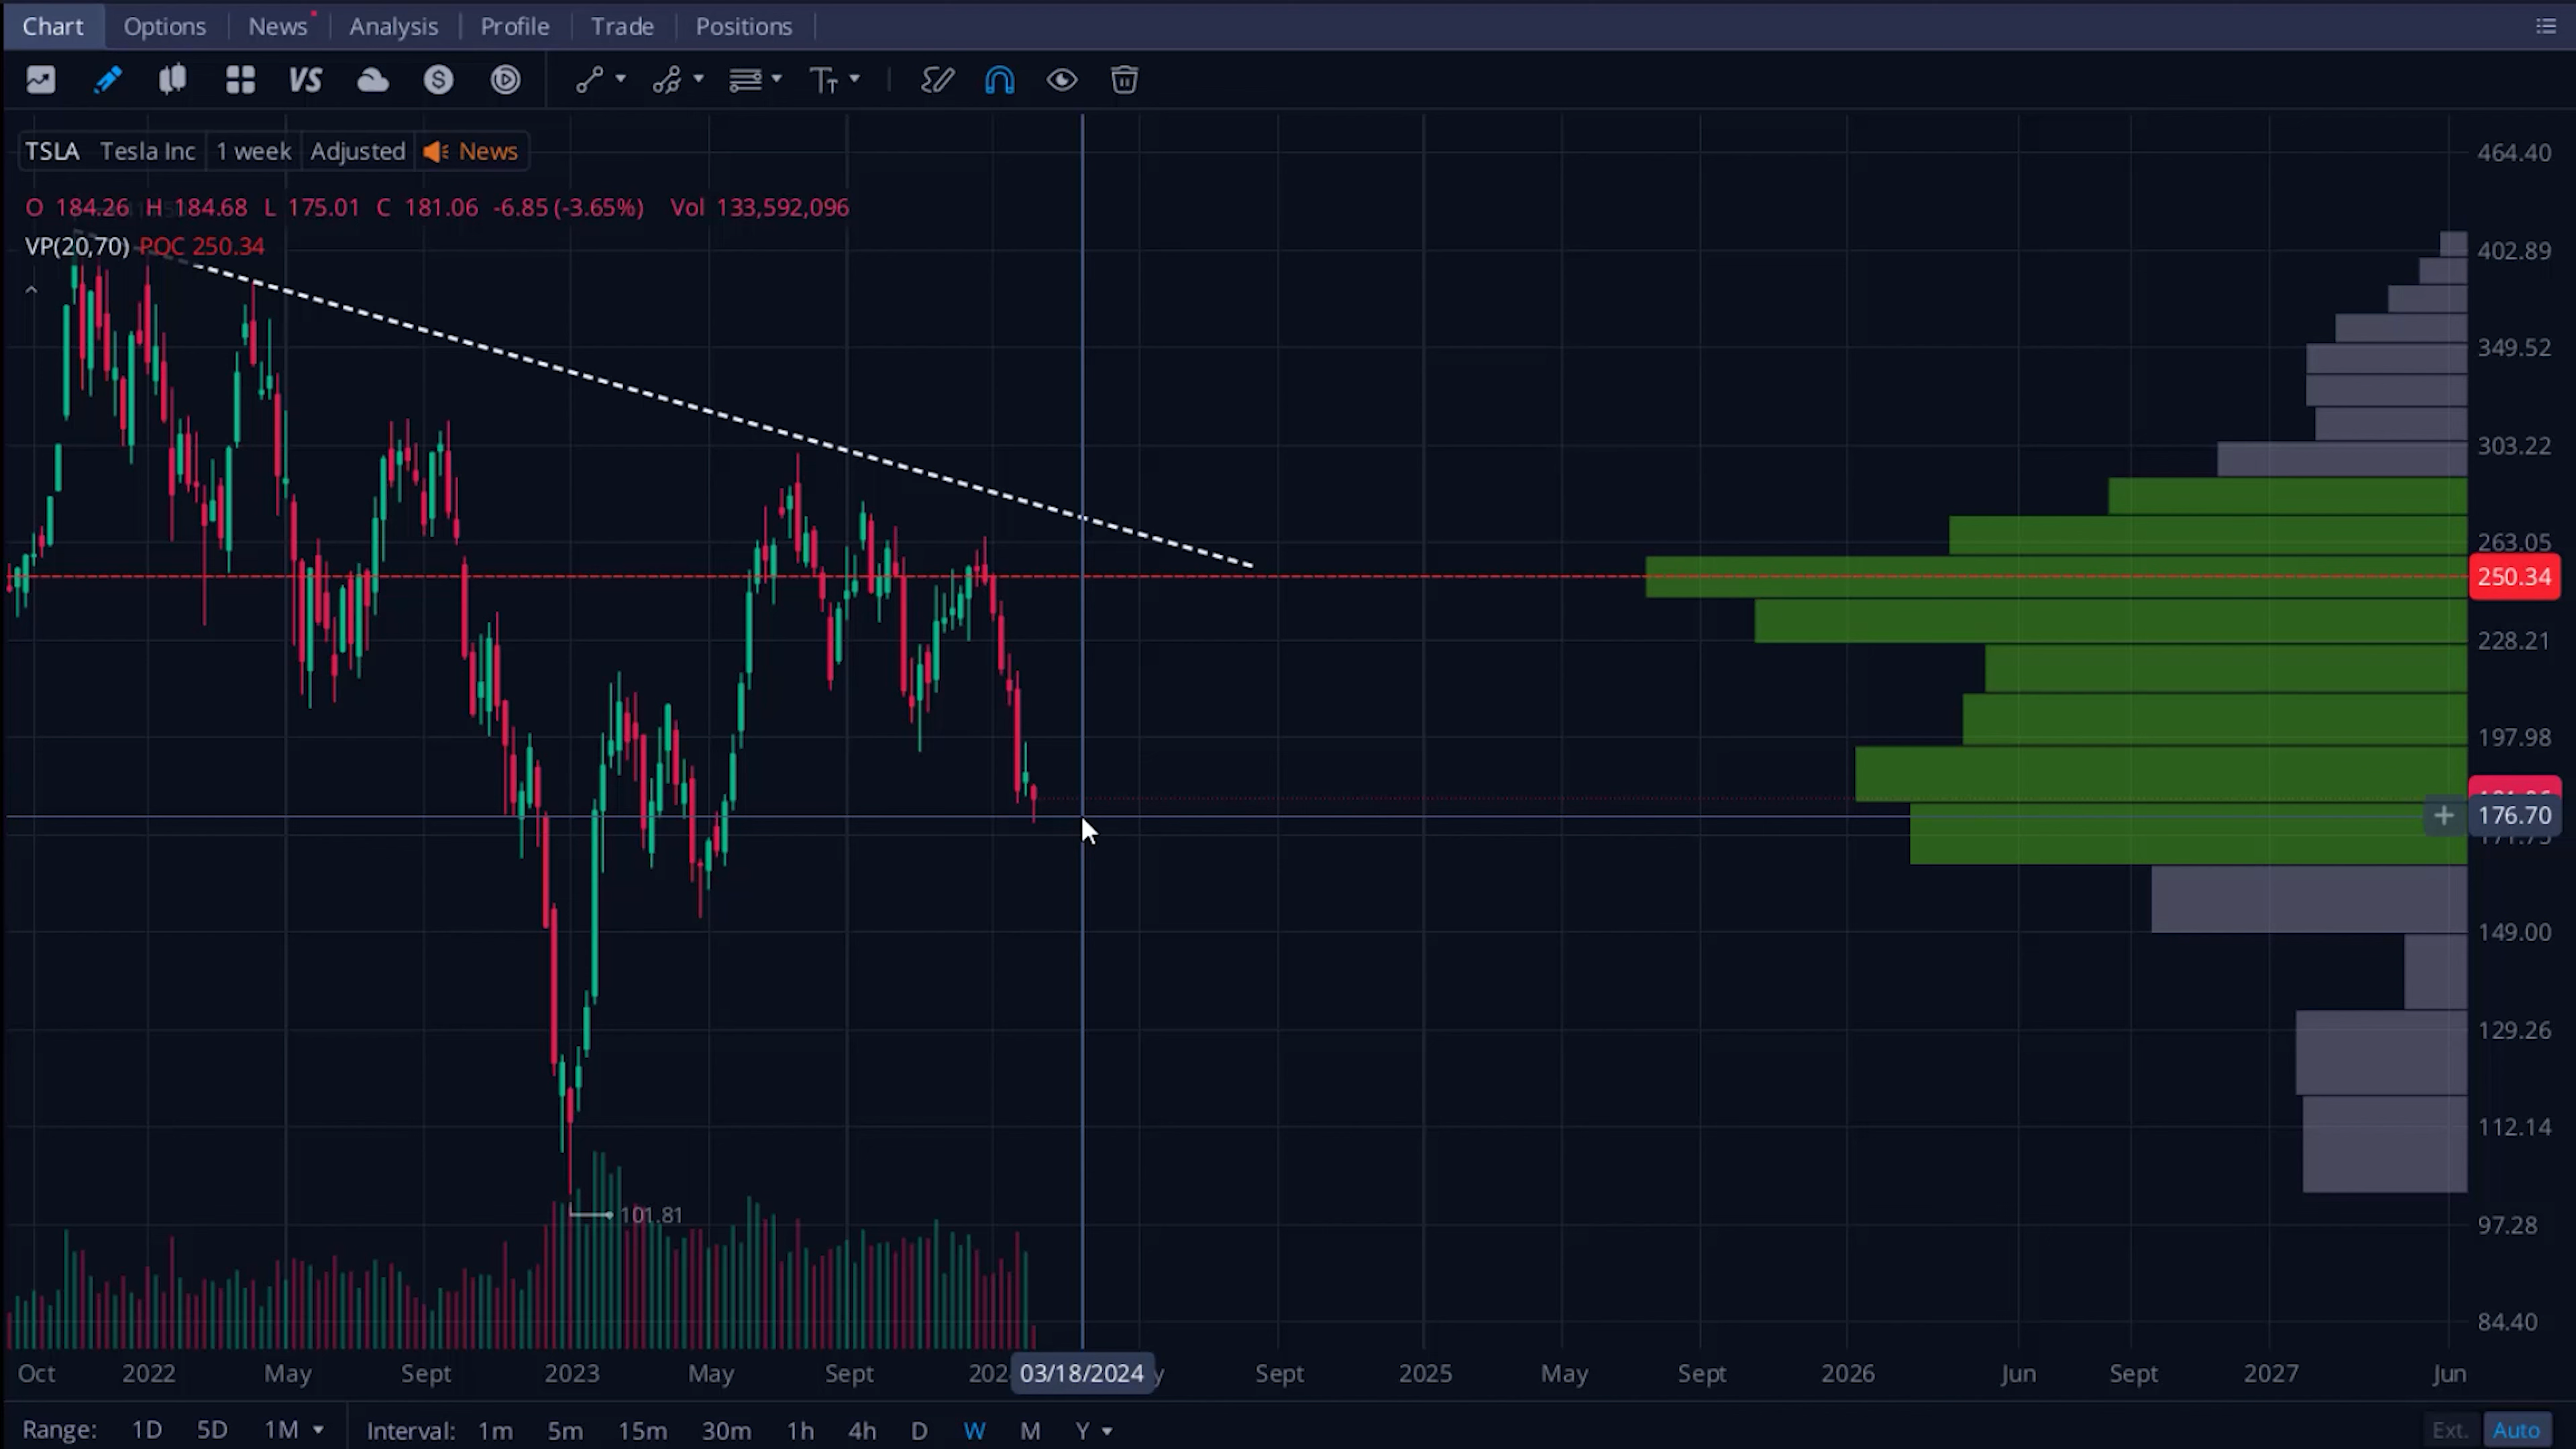 Chart Options News Analysis Profile Trade Positions
VS
TSLA Tesla Inc 1 week Adjusted News
O 184.26 H 184.68 L 175.01 C 181.06 -6.85 (-3.65%) Vol 133,592,096
VP(20,70) POC 250.34
464.40
402.89
349.52
303.22
263.05
250.34
228.21
197.98
176.70
149.00
129.26
112.14
101.81
97.28
84.40
Oct 2022 May Sept 2023 May Sept 03/18/2024 Sept 2025 May Sept 2026 Jun Sept 2027 Jun
Range: 1D 5D 1M Interval: 1m 5m 15m 30m 1h 4h D W M Y Ext. Auto